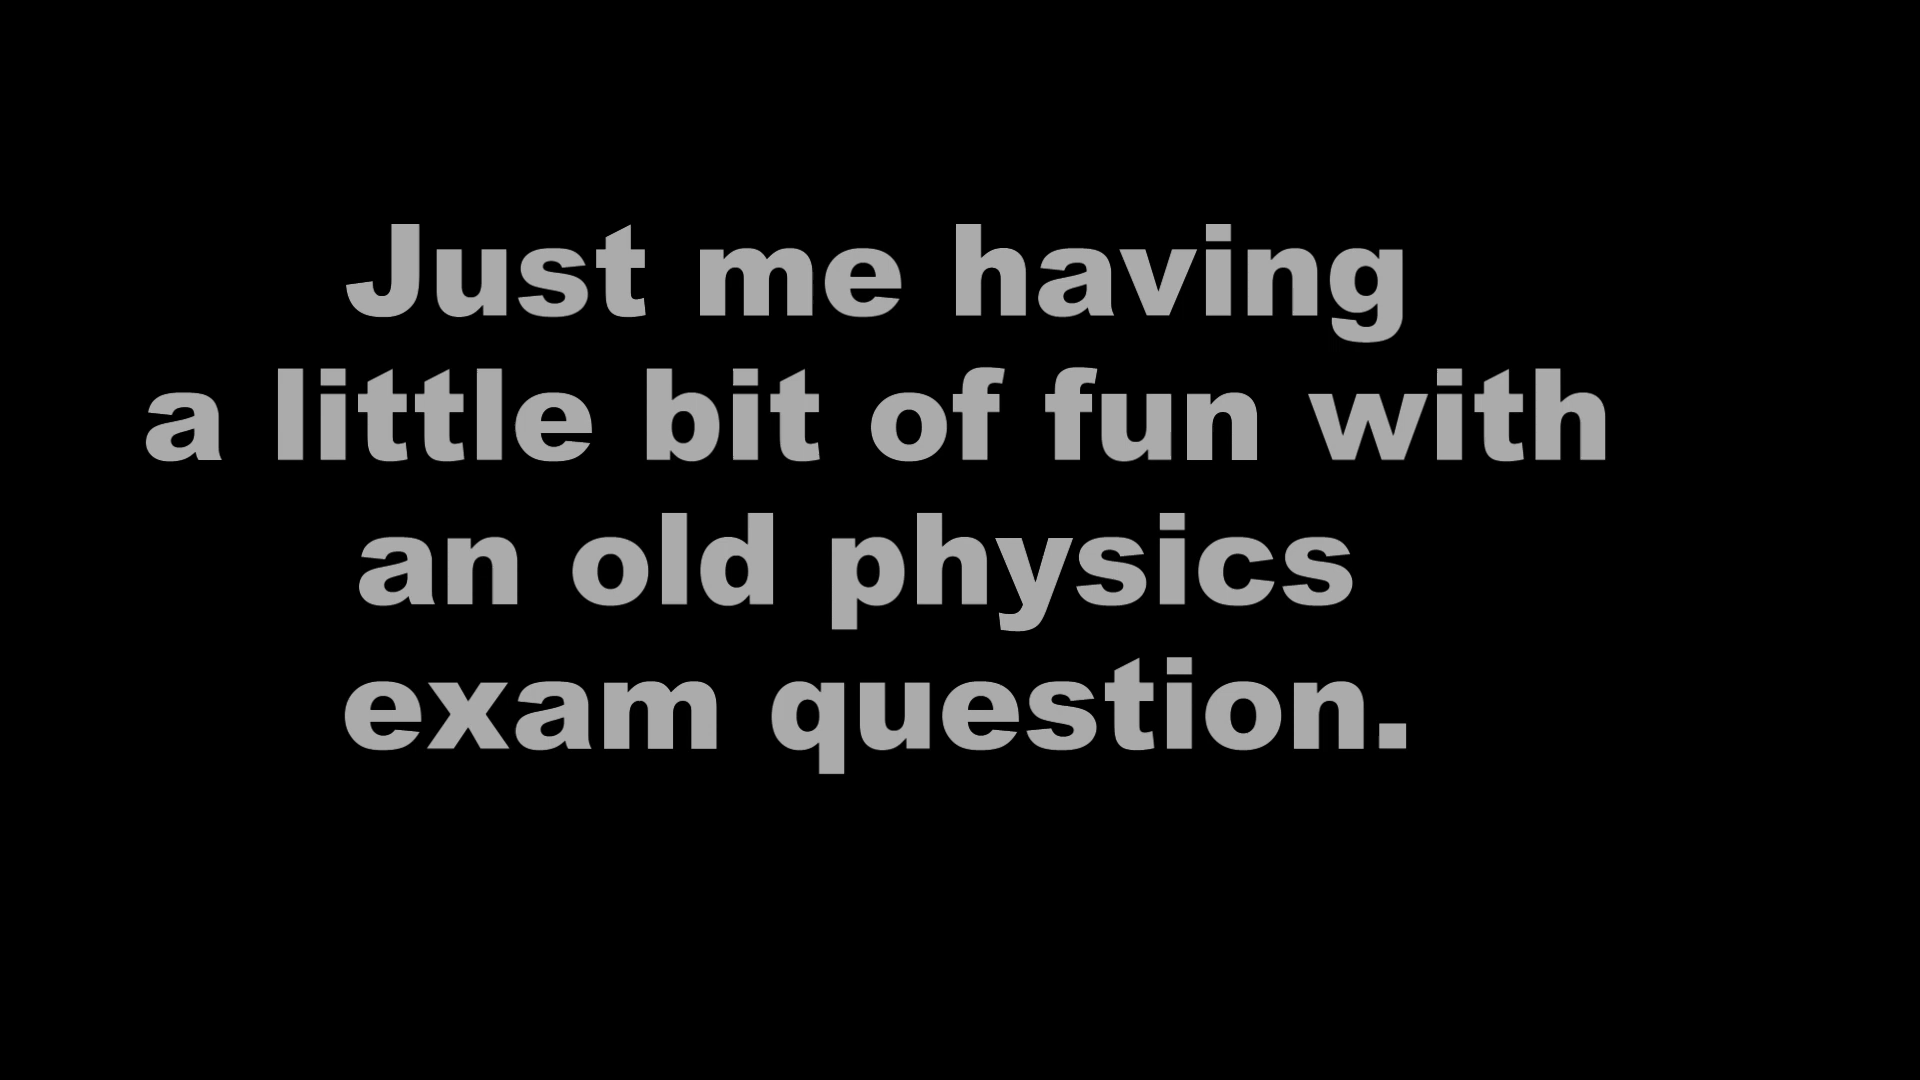 Just me having
a little bit of fun with
an old physics
exam question.